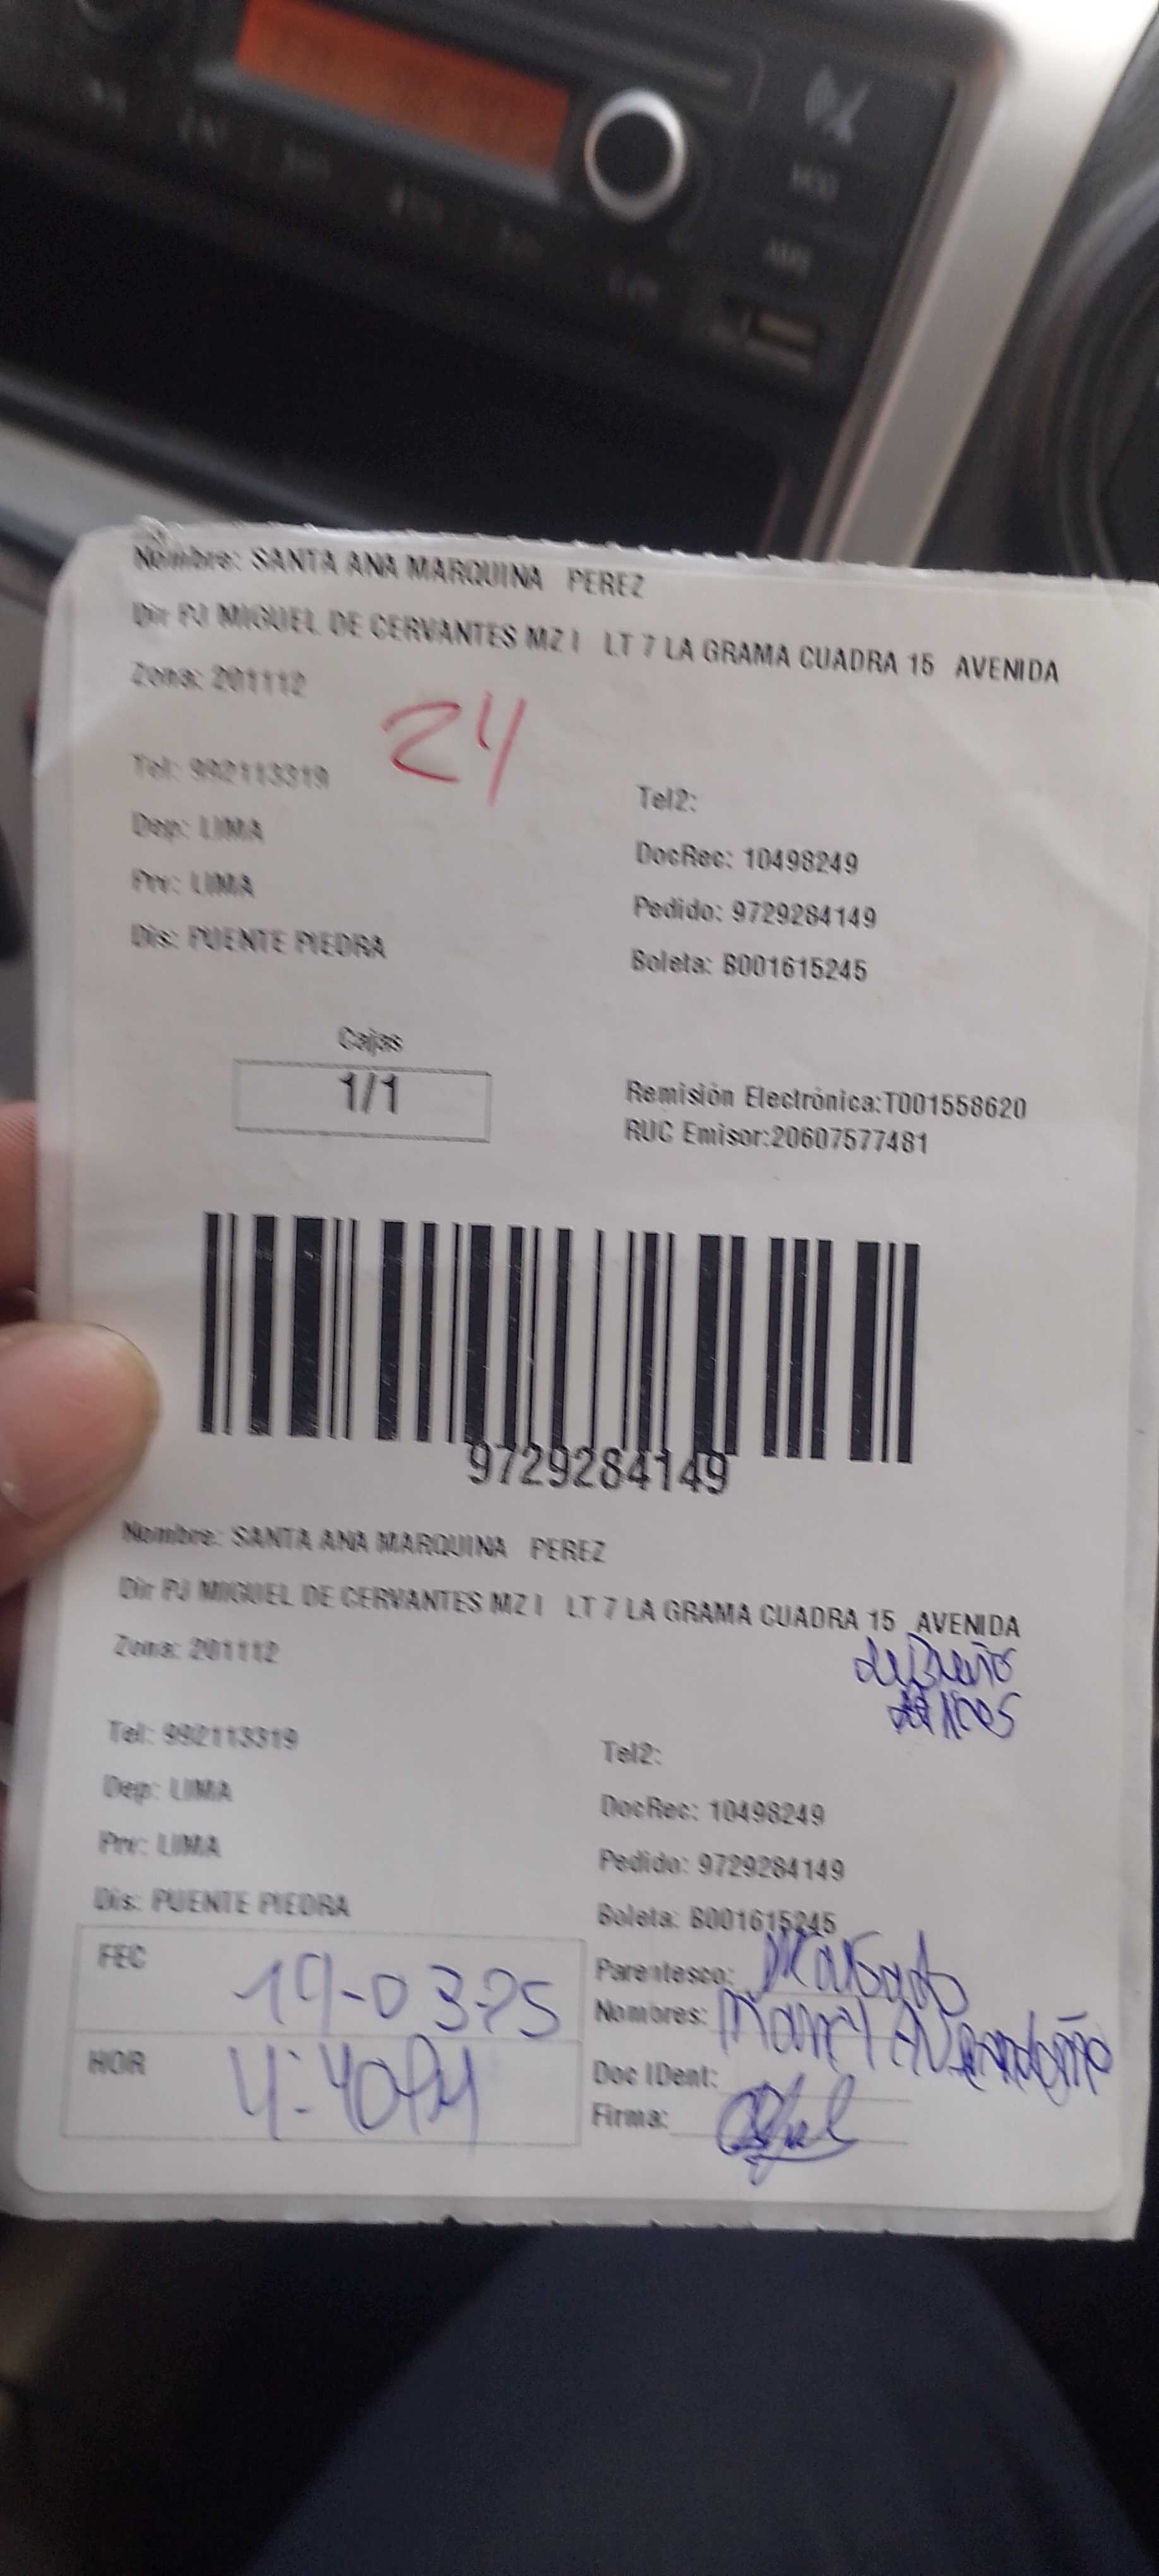 Nombre: SANTA ANA MARQUINA PEREZ
Dir PJ MIGUEL DE CERVANTES MZ I LT 7 LA GRAMA CUADRA 15 AVENIDA
Zona: 201112
24
Tel: 992113319
Tel2:
Dep: LIMA
DocRec: 10498249
Prv: LIMA
Pedido: 9729284149
Dis: PUENTE PIEDRA
Boleta: B001615245
Cajas
1/1
Remisión Electrónica:T001558620
RUC Emisor:20607577481
9729284149
Nombre: SANTA ANA MARQUINA PEREZ
Dir PJ MIGUEL DE CERVANTES MZ I LT 7 LA GRAMA CUADRA 15 AVENIDA
Zona: 201112
Tel: 992113319
Tel2:
Dep: LIMA
DocRec: 10498249
Prv: LIMA
Pedido: 9729284149
Dis: PUENTE PIEDRA
Boleta: B001615245
FEC 19-03-25
Parentesco:
Nombres:
HOR 4:40PM
Doc IDent:
Firma: